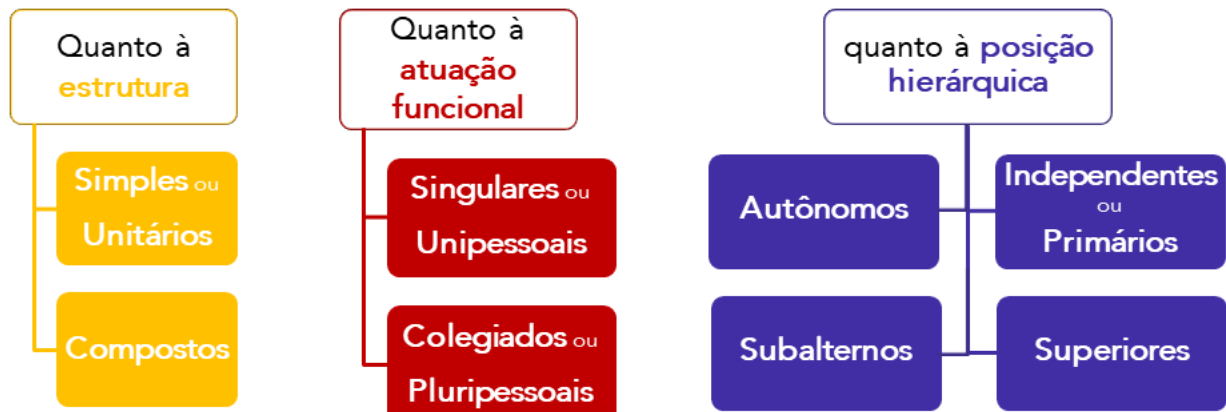 Quanto à
estrutura
Simples ou
Unitários
Compostos
Quanto à
atuação
funcional
Singulares ou
Unipessoais
Colegiados ou
Pluripessoais
quanto à posição
hierárquica
Autônomos
Independentes
ou
Primários
Subalternos
Superiores